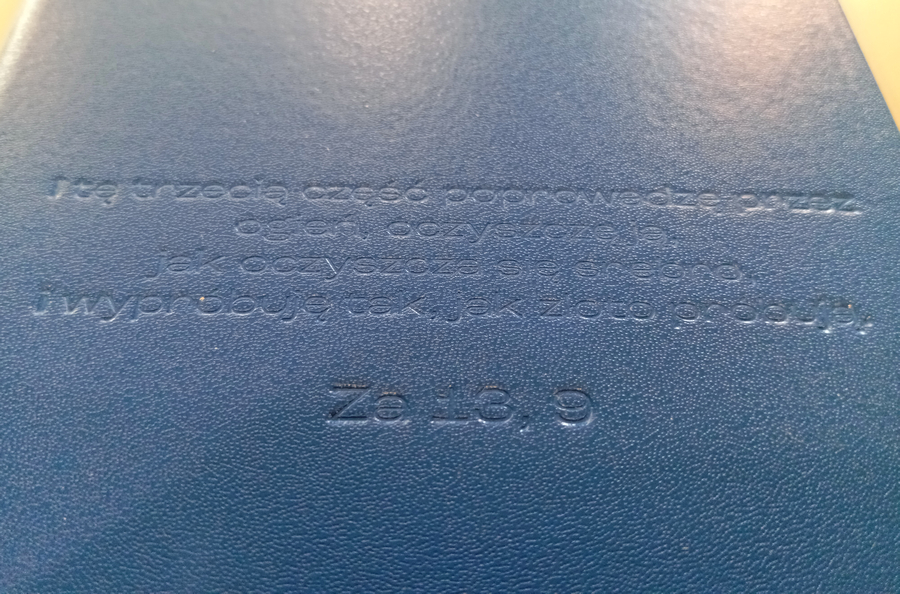 I tę trzecią część poprowadzę przez
ogień, oczyszczę ją,
jak oczyszcza się srebro,
i wypróbuję tak, jak złoto próbują,
Za 13, 9